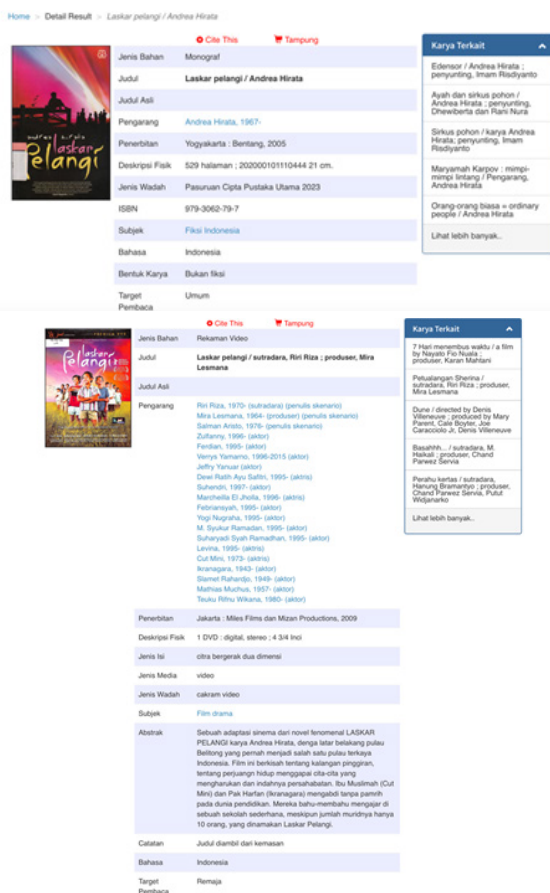 Home > Detail Result > Laskar pelangi / Andrea Hirata
Cite This Tampung
Jenis Bahan Monograf
Judul Laskar pelangi / Andrea Hirata
Judul Asli
Pengarang Andrea Hirata, 1967-
Penerbitan Yogyakarta : Bentang, 2005
Deskripsi Fisik 529 halaman ; 202000101110444 21 cm.
Jenis Wadah Pasuruan Cipta Pustaka Utama 2023
ISBN 979-3062-79-7
Subjek Fiksi Indonesia
Bahasa Indonesia
Bentuk Karya Bukan fiksi
Target Pembaca Umum
andrea hirata
laskar
pelangi
Karya Terkait
Edensor / Andrea Hirata ;
penyunting, Imam Risdiyanto
Ayah dan sirkus pohon /
Andrea Hirata ; penyunting,
Dhewiberta dan Rani Nura
Sirkus pohon / karya Andrea
Hirata; penyunting, Imam
Risdiyanto
Maryamah Karpov : mimpi-
mimpi lintang / Pengarang,
Andrea Hirata
Orang-orang biasa = ordinary
people / Andrea Hirata
Lihat lebih banyak..
Cite This Tampung
laskar
pelangi
Jenis Bahan Rekaman Video
Judul Laskar pelangi / sutradara, Riri Riza ; produser, Mira
Lesmana
Judul Asli
Pengarang Riri Riza, 1970- (sutradara) (penulis skenario)
Mira Lesmana, 1964- (produser) (penulis skenario)
Salman Aristo, 1976- (penulis skenario)
Zulfanny, 1996- (aktor)
Ferdian, 1995- (aktor)
Verrys Yamarno, 1996-2015 (aktor)
Jeffry Yanuar (aktor)
Dewi Ratih Ayu Safitri, 1995- (aktris)
Suhendri, 1997- (aktor)
Marchella El Jholla, 1996- (aktris)
Febriansyah, 1995- (aktor)
Yogi Nugraha, 1995- (aktor)
M. Syukur Ramadan, 1995- (aktor)
Suharyadi Syah Ramadhan, 1995- (aktor)
Levina, 1995- (aktris)
Cut Mini, 1973- (aktris)
Ikranagara, 1943- (aktor)
Slamet Rahardjo, 1949- (aktor)
Mathias Muchus, 1957- (aktor)
Teuku Rifnu Wikana, 1980- (aktor)
Penerbitan Jakarta : Miles Films dan Mizan Productions, 2009
Deskripsi Fisik 1 DVD : digital, stereo ; 4 3/4 Inci
Jenis Isi citra bergerak dua dimensi
Jenis Media video
Jenis Wadah cakram video
Subjek Film drama
Abstrak Sebuah adaptasi sinema dari novel fenomenal LASKAR
PELANGI karya Andrea Hirata, denga latar belakang pulau
Belitong yang pernah menjadi salah satu pulau terkaya
Indonesia. Film ini berkisah tentang kalangan pinggiran,
tentang perjuangn hidup menggapai cita-cita yang
mengharukan dan indahnya persahabatan. Ibu Muslimah (Cut
Mini) dan Pak Harfan (Ikranagara) mengabdi tanpa pamrih
pada dunia pendidikan. Mereka bahu-membahu mengajar di
sebuah sekolah sederhana, meskipun jumlah muridnya hanya
10 orang, yang dinamakan Laskar Pelangi.
Catatan Judul diambil dari kemasan
Bahasa Indonesia
Target Pembaca Remaja
Karya Terkait
7 Hari menembus waktu / a film
by Nayato Fio Nuala ;
produser, Karan Mahtani
Petualangan Sherina /
sutradara, Riri Riza ; produser,
Mira Lesmana
Dune / directed by Denis
Villeneuve ; produced by Mary
Parent, Cale Boyter, Joe
Caracciolo Jr, Denis Villeneuve
Basahhh... / sutradara, M.
Haikali ; produser, Chand
Parwez Servia
Perahu kertas / sutradara,
Hanung Bramantyo ; produser,
Chand Parwez Servia, Putut
Widjanarko
Lihat lebih banyak..